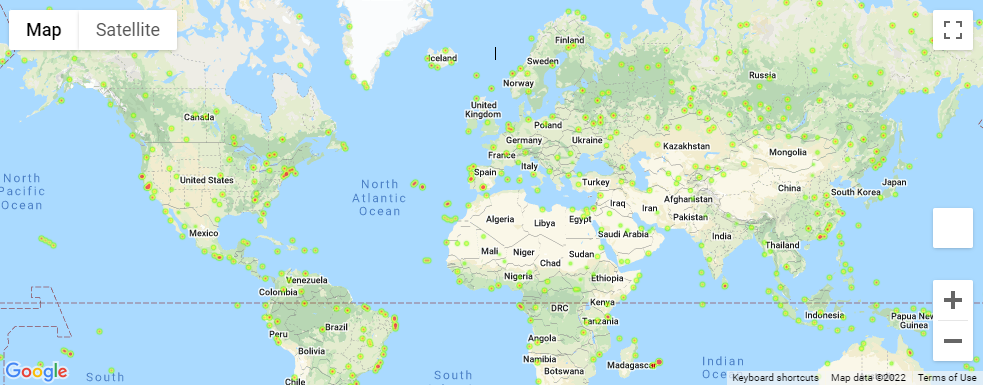 Map Satellite
Iceland
Finland
Sweden
Norway
Russia
Canada
United
Kingdom
Poland
Germany
Ukraine
France
Kazakhstan
Mongolia
Italy
Spain
Turkey
United States
North
Pacific
Ocean
North
Atlantic
Ocean
China
Japan
South Korea
Afghanistan
Iraq
Iran
Pakistan
Algeria
Libya
Egypt
Mexico
Saudi Arabia
India
Thailand
Mali
Niger
Chad
Sudan
Nigeria
Ethiopia
Venezuela
Colombia
DRC
Kenya
Tanzania
Indonesia
Papua New
Guinea
Peru
Brazil
Bolivia
Angola
Namibia
Botswana
Madagascar
Chile
South
South
Indian
Google
Keyboard shortcuts Map data ©2022 Terms of Use